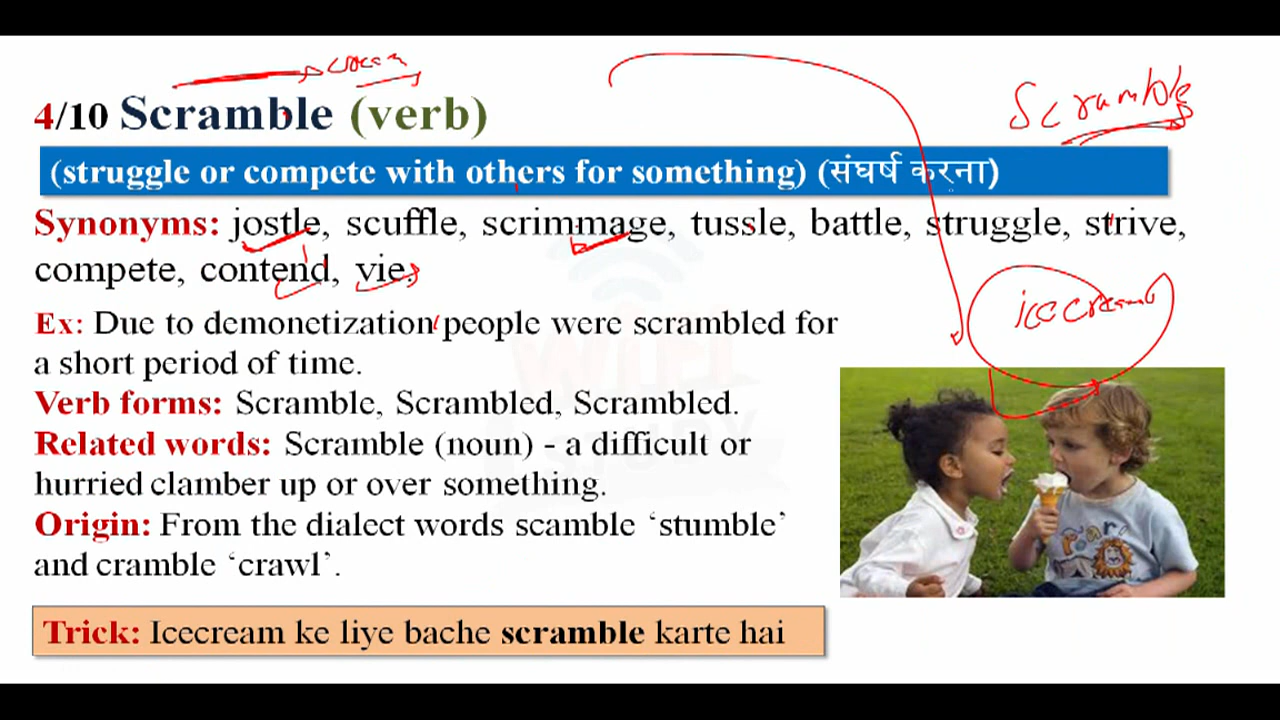 cream
4/10 Scramble (verb)
Scramble
(struggle or compete with others for something) (संघर्ष करना)
Synonyms: jostle, scuffle, scrimmage, tussle, battle, struggle, strive,
compete, contend, vie.
icecream
Ex: Due to demonetization people were scrambled for
a short period of time.
Verb forms: Scramble, Scrambled, Scrambled.
Related words: Scramble (noun) - a difficult or
hurried clamber up or over something.
Origin: From the dialect words scamble ‘stumble’
and cramble ‘crawl’.
Trick: Icecream ke liye bache scramble karte hai